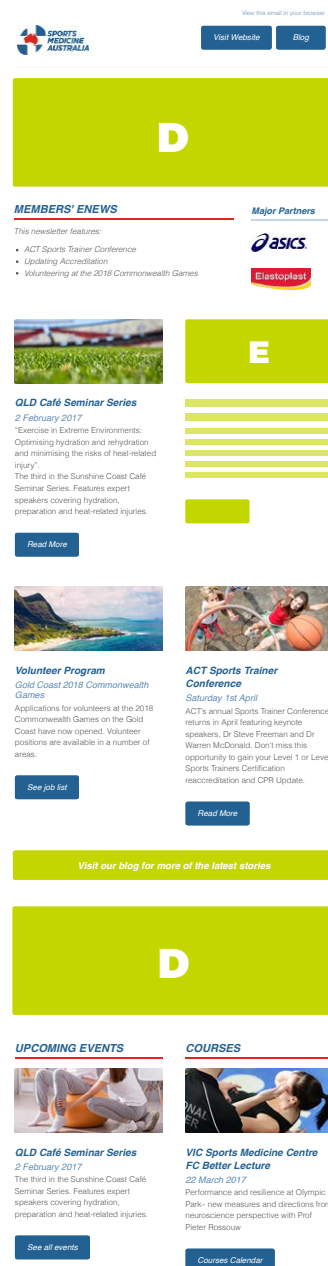 View this email in your browser
SPORTS
MEDICINE
AUSTRALIA
Visit Website
Blog
D
MEMBERS' ENEWS
This newsletter features:
• ACT Sports Trainer Conference
• Updating Accreditation
• Volunteering at the 2018 Commonwealth Games
Major Partners
asics
Elastoplast
E
QLD Café Seminar Series
2 February 2017
“Exercise in Extreme Environments:
Optimising hydration and rehydration
and minimising the risks of heat-related
injury”.
The third in the Sunshine Coast Café
Seminar Series. Features expert
speakers covering hydration,
preparation and heat-related injuries.
Read More
Volunteer Program
Gold Coast 2018 Commonwealth
Games
Applications for volunteers at the 2018
Commonwealth Games on the Gold
Coast have now opened. Volunteer
positions are available in a number of
areas.
See job list
ACT Sports Trainer
Conference
Saturday 1st April
ACT's annual Sports Trainer Conference
returns in April featuring keynote
speakers, Dr Steve Freeman and Dr
Warren McDonald. Don't miss this
opportunity to gain your Level 1 or Leve
Sports Trainers Certification
reaccreditation and CPR Update.
Read More
Visit our blog for more of the latest stories
D
UPCOMING EVENTS
QLD Café Seminar Series
2 February 2017
The third in the Sunshine Coast Café
Seminar Series. Features expert
speakers covering hydration,
preparation and heat-related injuries.
See all events
COURSES
VIC Sports Medicine Centre
FC Better Lecture
22 March 2017
Performance and resilience at Olympic
Park– new measures and directions from
neuroscience perspective with Prof
Pieter Rossouw
Courses Calendar